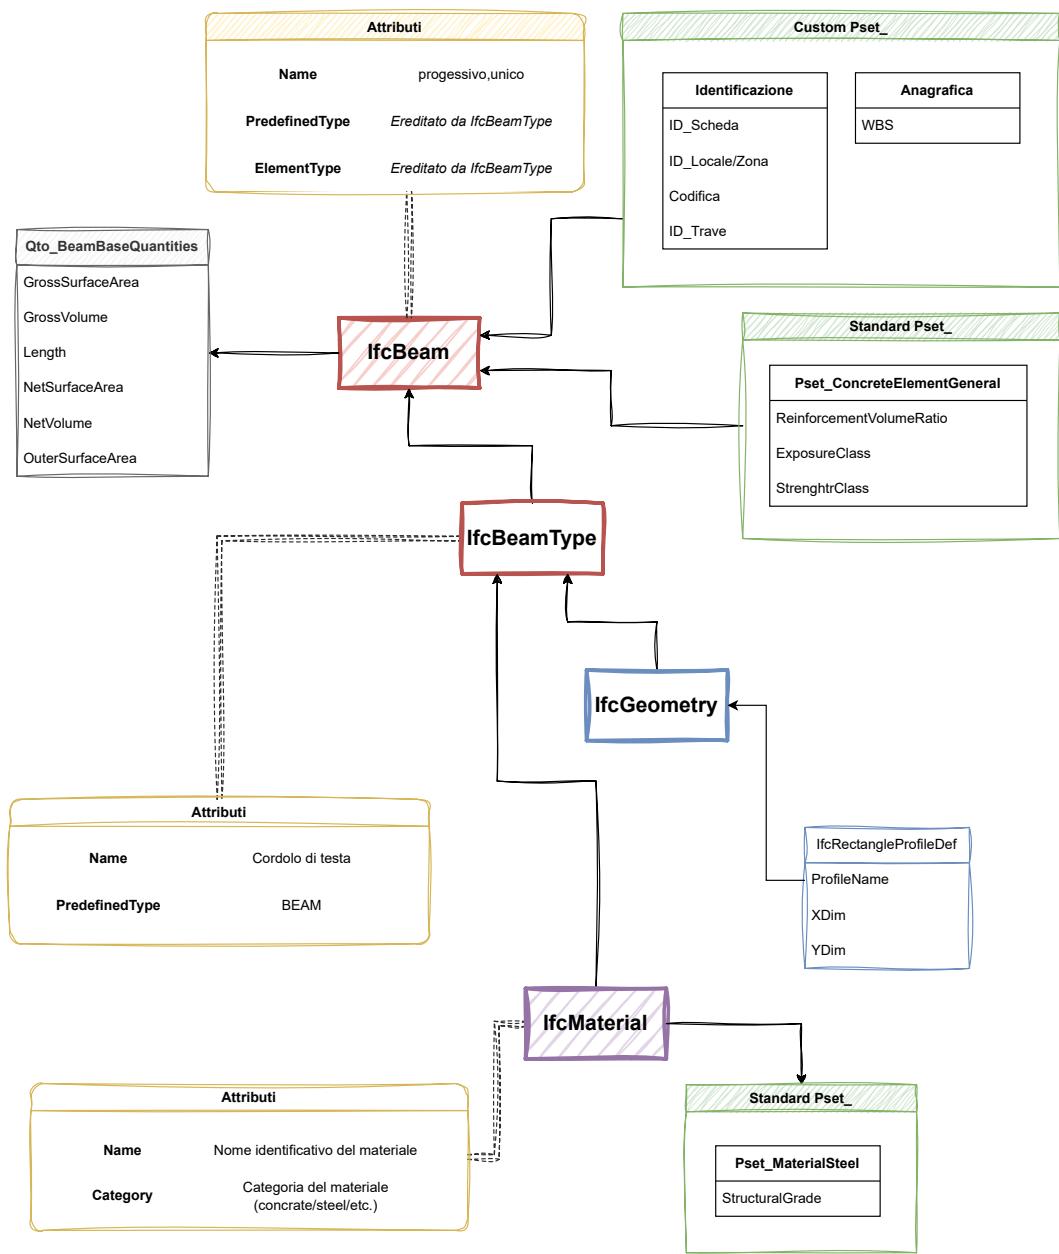 Attributi
Name progessivo,unico
PredefinedType Ereditato da IfcBeamType
ElementType Ereditato da IfcBeamType
Custom Pset_
Identificazione
ID_Scheda
ID_Locale/Zona
Codifica
ID_Trave
Anagrafica
WBS
Qto_BeamBaseQuantities
GrossSurfaceArea
GrossVolume
Length
NetSurfaceArea
NetVolume
OuterSurfaceArea
IfcBeam
Standard Pset_
Pset_ConcreteElementGeneral
ReinforcementVolumeRatio
ExposureClass
StrenghtrClass
IfcBeamType
IfcGeometry
Attributi
Name Cordolo di testa
PredefinedType BEAM
IfcRectangleProfileDef
ProfileName
XDim
YDim
IfcMaterial
Attributi
Name Nome identificativo del materiale
Category Categoria del materiale
(concrete/steel/etc.)
Standard Pset_
Pset_MaterialSteel
StructuralGrade